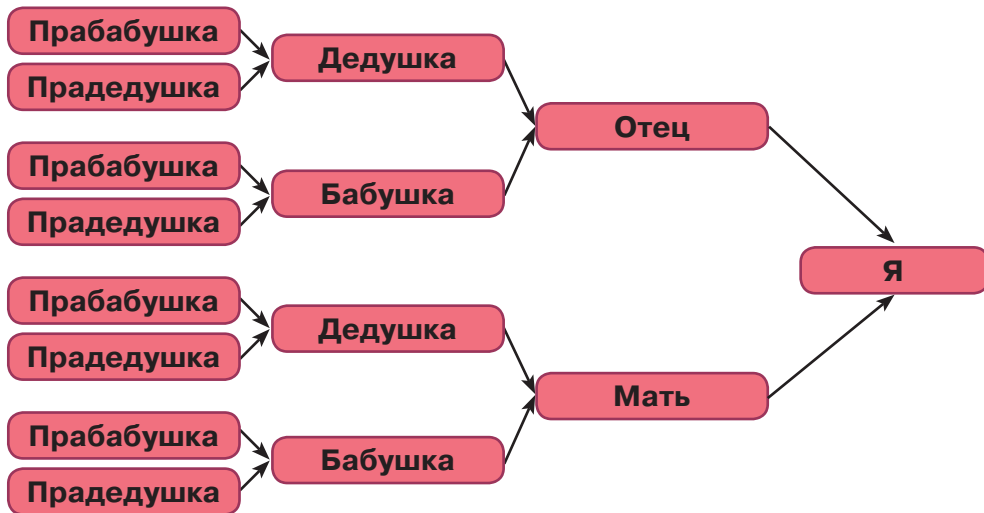 Прабабушка
Прадедушка
Дедушка
Отец
Прабабушка
Прадедушка
Бабушка
Я
Прабабушка
Прадедушка
Дедушка
Мать
Прабабушка
Прадедушка
Бабушка